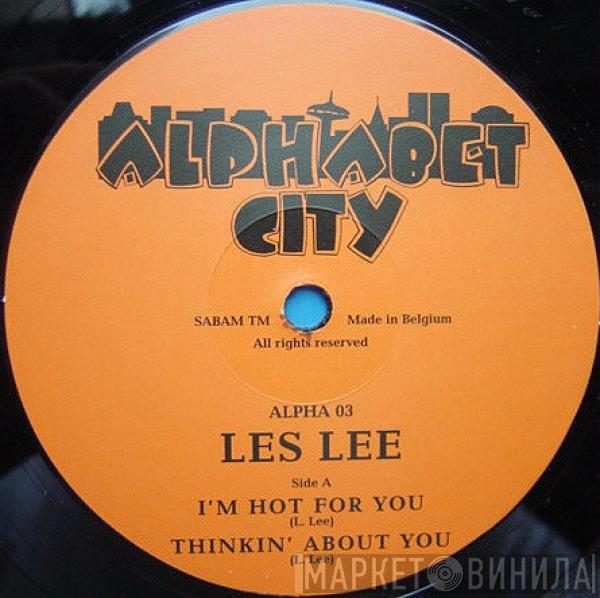 ALPHABET
CITY
SABAM TM Made in Belgium
All rights reserved
ALPHA 03
LES LEE
Side A
I'M HOT FOR YOU
(L. Lee)
THINKIN' ABOUT YOU
(L. Lee)
МАРКЕТ ВИНИЛА